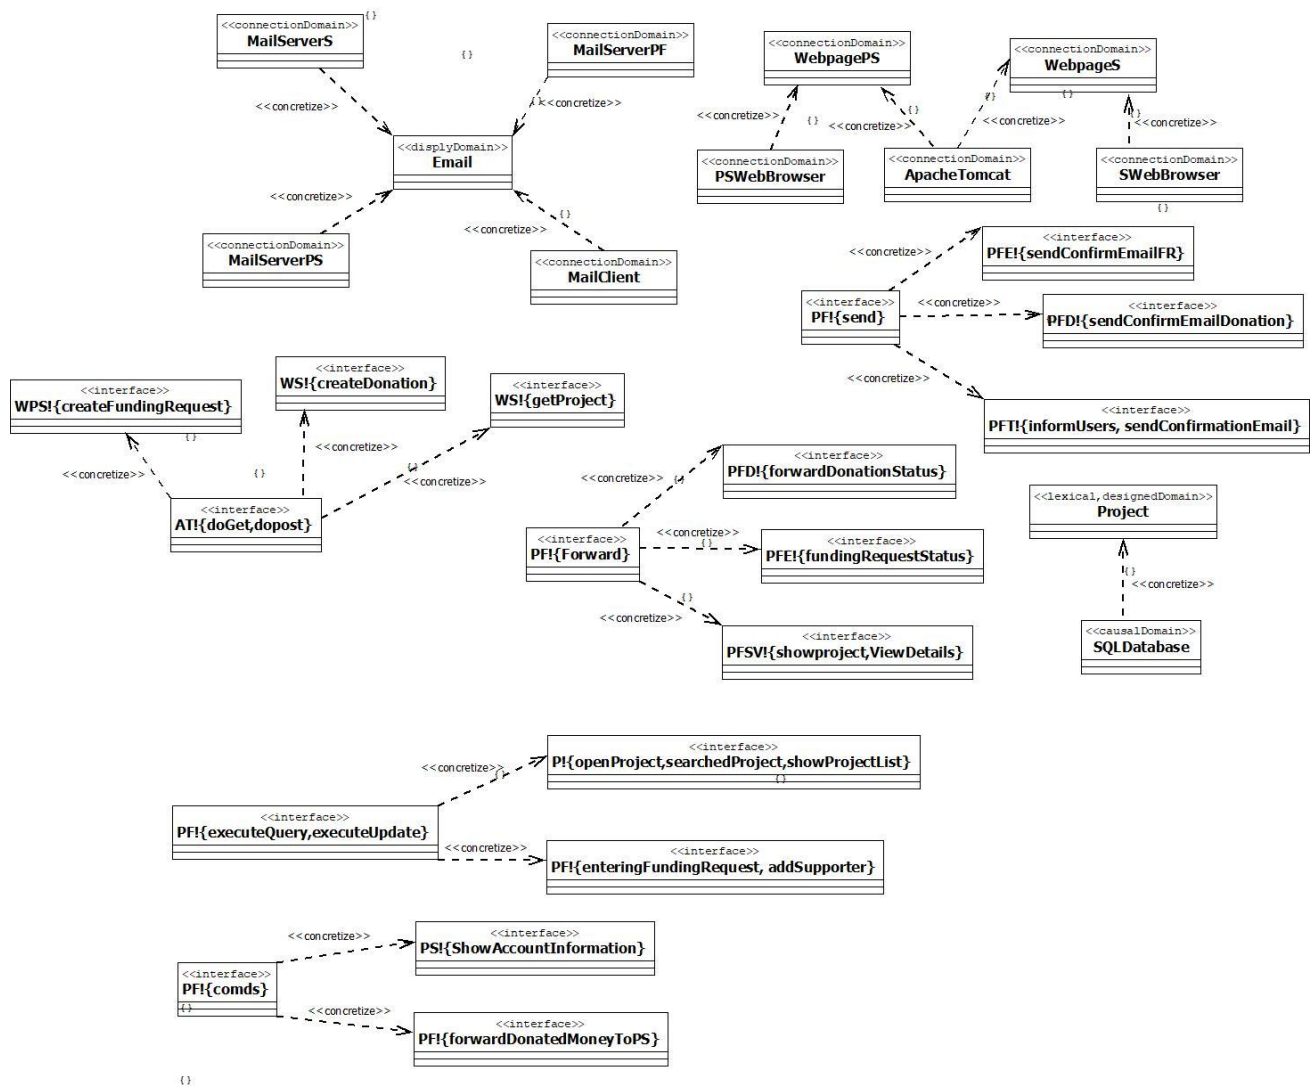 <<connectionDomain>>
MailServerS
{ }
{ }
<<connectionDomain>>
MailServerPF
<<connectionDomain>>
WebpagePS
<<connectionDomain>>
WebpageS
<<concretize>>
{ }
<<concretize>>
<<concretize>>
{ }
{ }
<<concretize>>
{ }
{ }
<<concretize>>
{ }
<<concretize>>
<<displyDomain>>
Email
<<connectionDomain>>
PSWebBrowser
<<connectionDomain>>
ApacheTomcat
<<connectionDomain>>
SWebBrowser
{ }
<<concretize>>
{ }
<<concretize>>
<<connectionDomain>>
MailServerPS
<<connectionDomain>>
MailClient
<<concretize>>
<<interface>>
PFE!{sendConfirmEmailFR}
<<interface>>
PF!{send}
<<concretize>>
<<interface>>
PFD!{sendConfirmEmailDonation}
<<concretize>>
<<interface>>
PFT!{informUsers, sendConfirmationEmail}
<<interface>>
WPS!{createFundingRequest}
{ }
<<interface>>
WS!{createDonation}
<<interface>>
WS!{getProject}
<<concretize>>
<<concretize>>
{ }
{ }
<<concretize>>
<<interface>>
AT!{doGet,dopost}
<<interface>>
PFD!{forwardDonationStatus}
<<concretize>>
{ }
<<interface>>
PF!{Forward}
<<concretize>>
{ }
<<interface>>
PFE!{fundingRequestStatus}
{ }
<<concretize>>
<<interface>>
PFSV!{showproject,ViewDetails}
<<lexical,designedDomain>>
Project
{ }
<<concretize>>
<<causalDomain>>
SQLDatabase
<<interface>>
P!{openProject,searchedProject,showProjectList}
{ }
<<concretize>>
{ }
<<interface>>
PF!{executeQuery,executeUpdate}
<<concretize>>
<<interface>>
PF!{enteringFundingRequest, addSupporter}
<<concretize>>
<<interface>>
PS!{ShowAccountInformation}
<<interface>>
PF!{comds}
{ }
<<concretize>>
<<interface>>
PF!{forwardDonatedMoneyToPS}
{ }